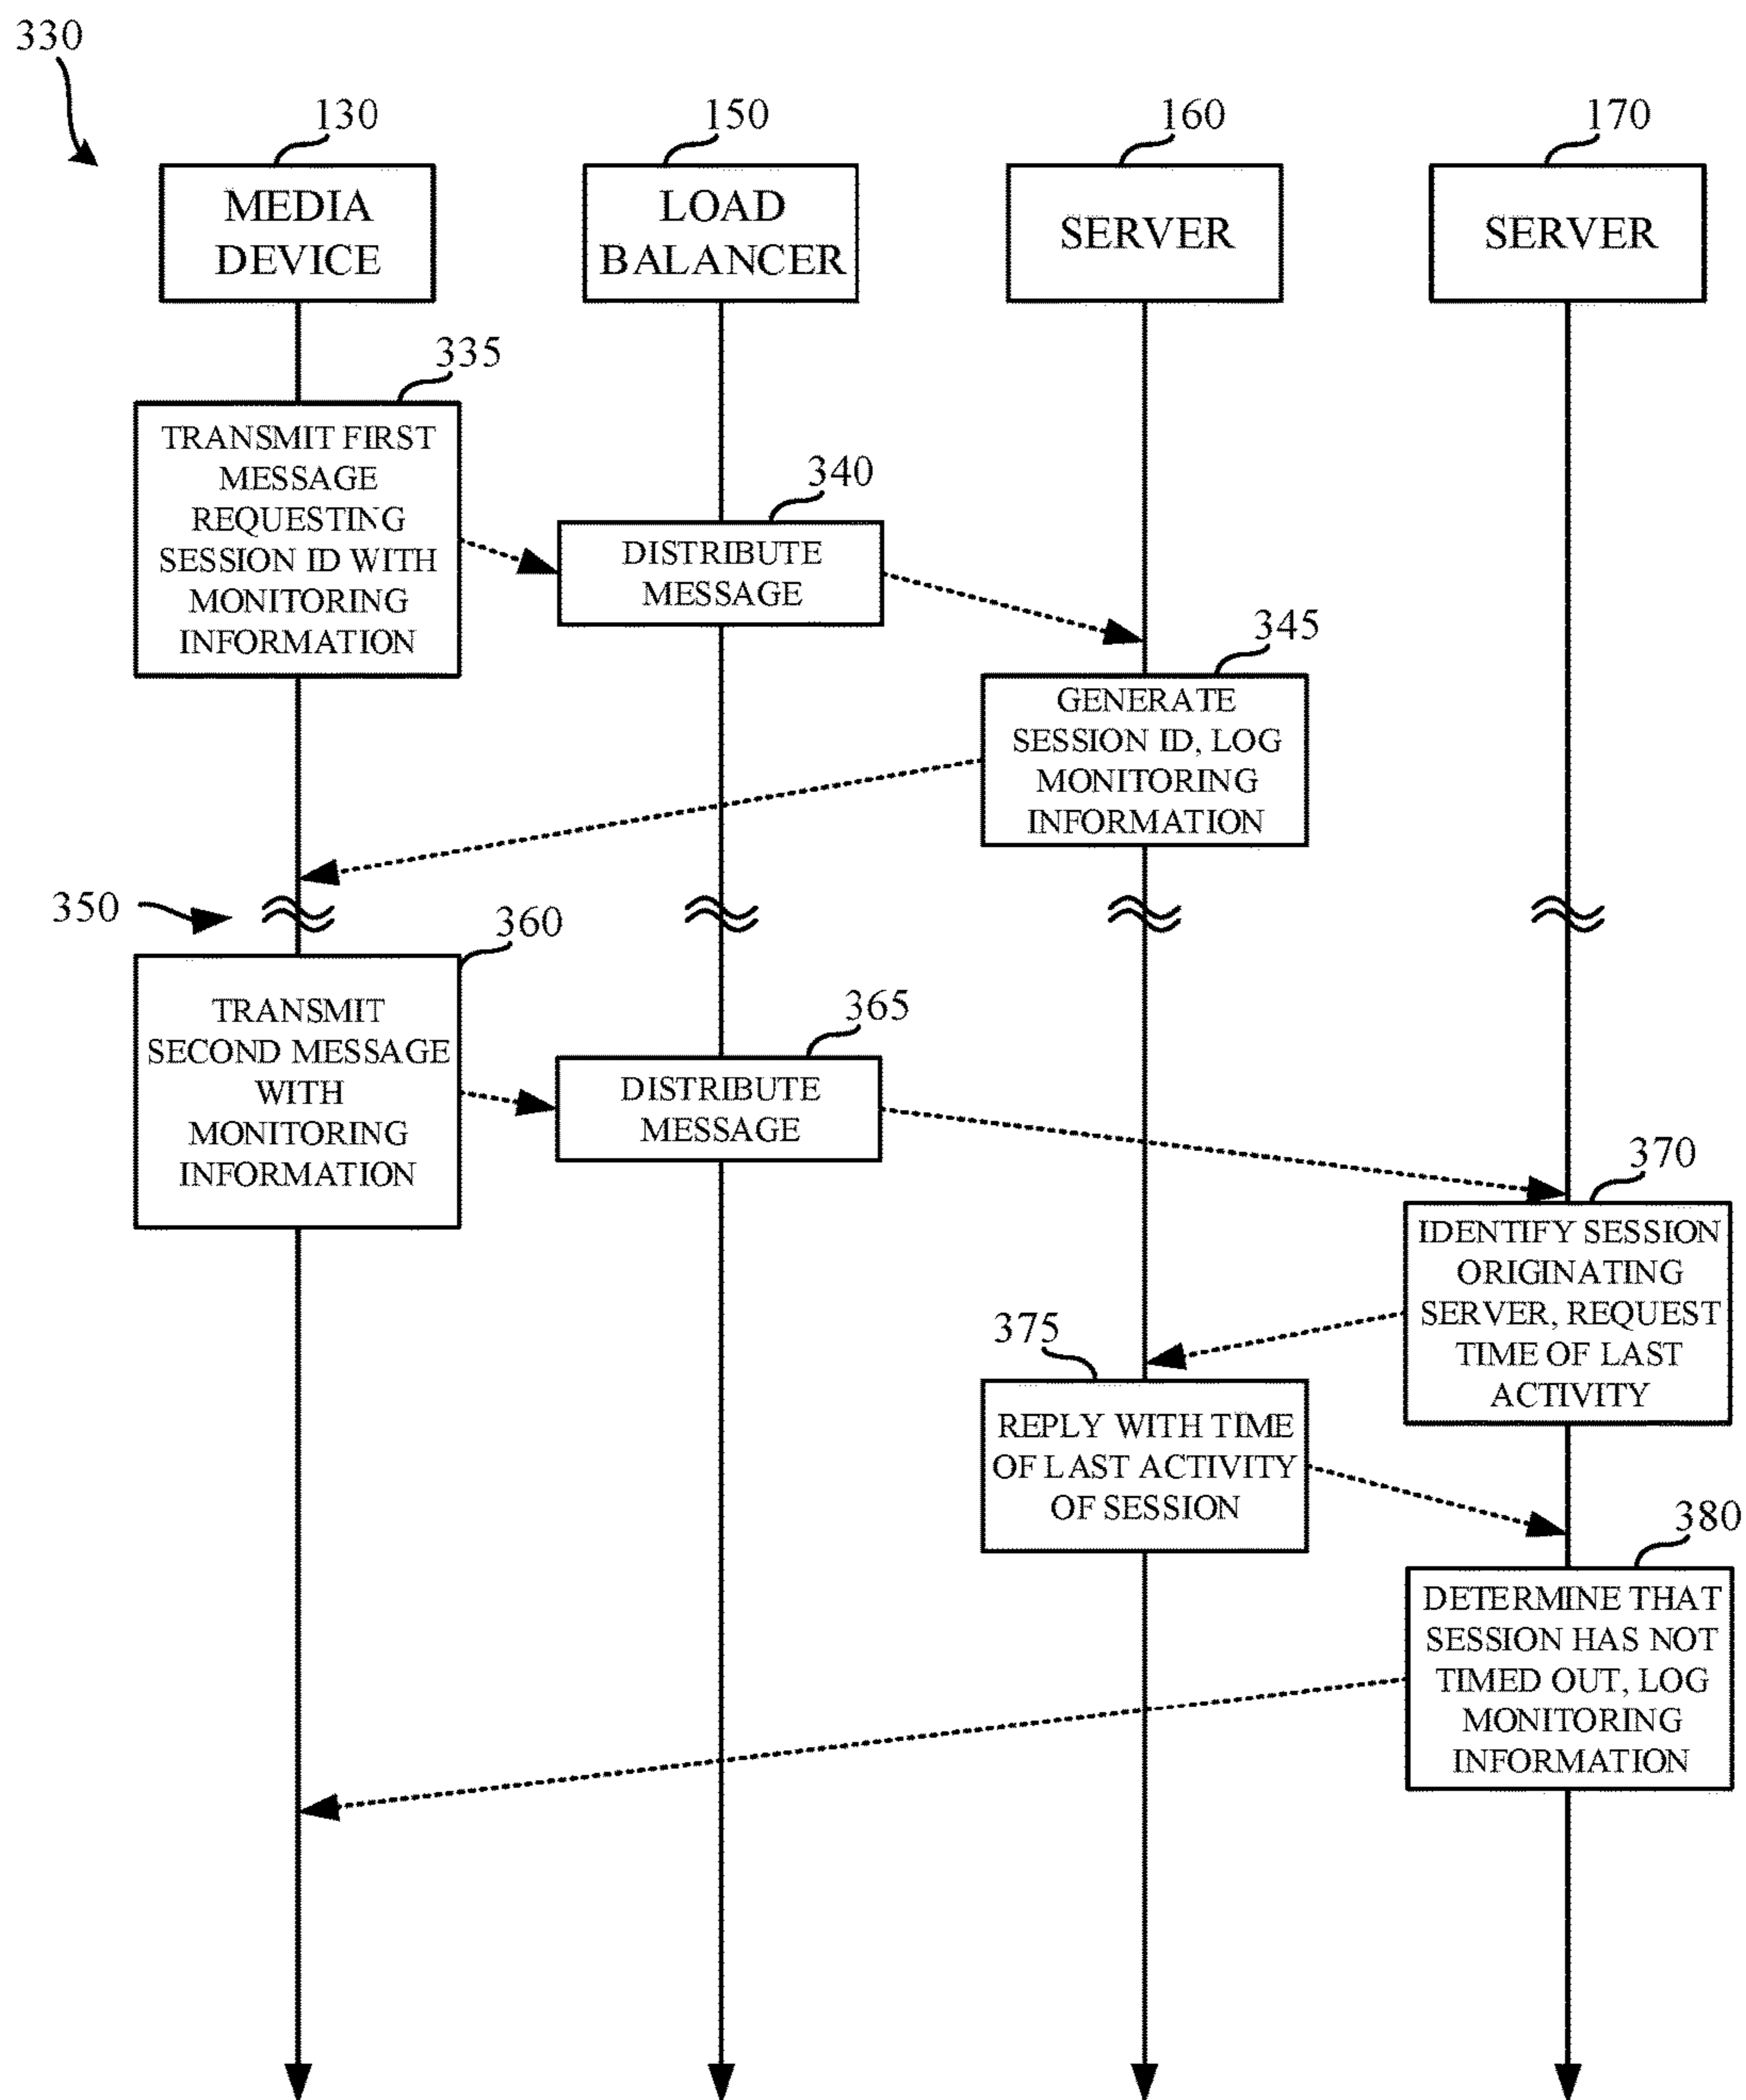 330
130
150
160
170
MEDIA
DEVICE
LOAD
BALANCER
SERVER
SERVER
335
TRANSMIT FIRST
MESSAGE
REQUESTING
SESSION ID WITH
MONITORING
INFORMATION
340
DISTRIBUTE
MESSAGE
345
GENERATE
SESSION ID, LOG
MONITORING
INFORMATION
350
360
TRANSMIT
SECOND MESSAGE
WITH
MONITORING
INFORMATION
365
DISTRIBUTE
MESSAGE
370
IDENTIFY SESSION
ORIGINATING
SERVER, REQUEST
TIME OF LAST
ACTIVITY
375
REPLY WITH TIME
OF LAST ACTIVITY
OF SESSION
380
DETERMINE THAT
SESSION HAS NOT
TIMED OUT, LOG
MONITORING
INFORMATION